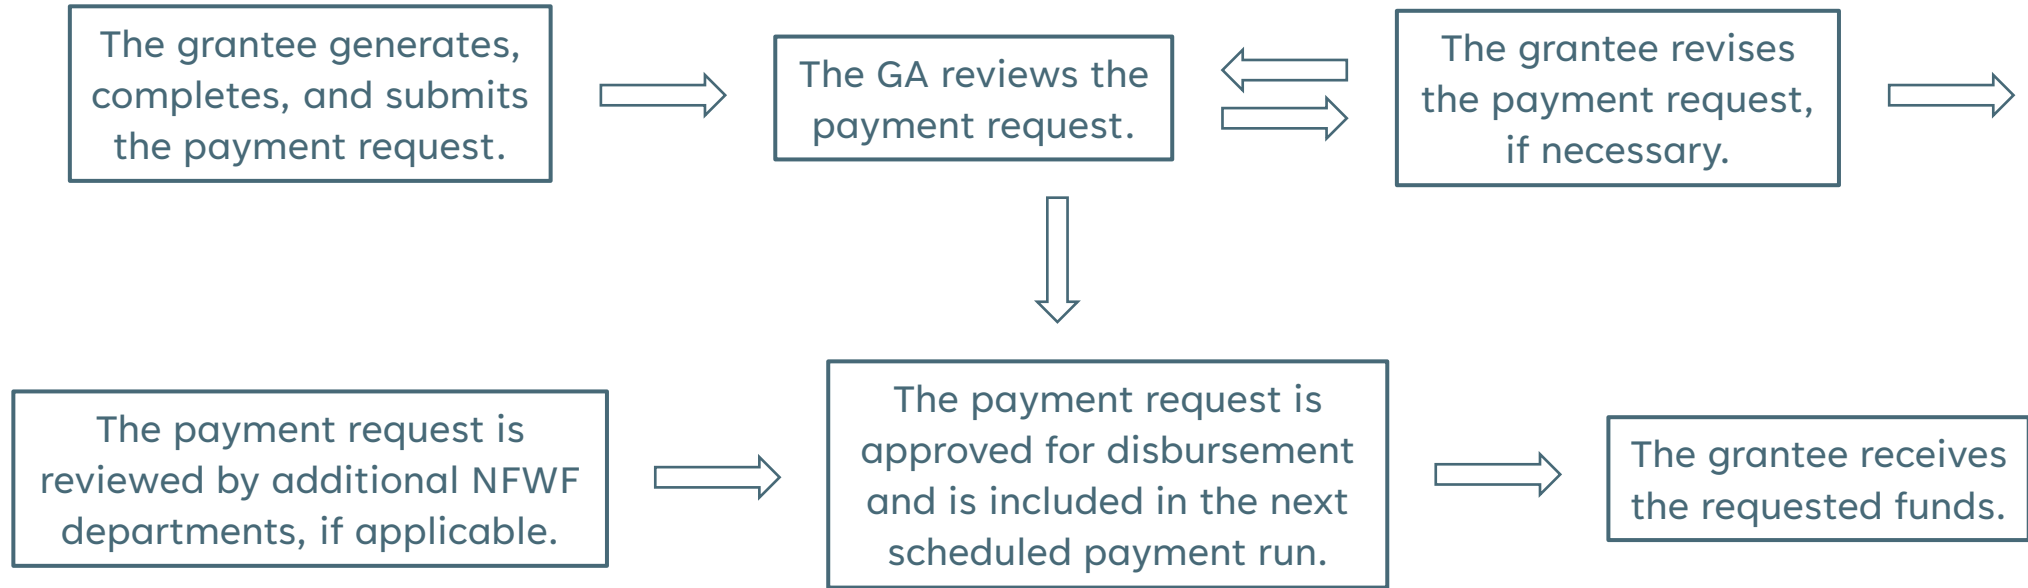 The grantee generates,
completes, and submits
the payment request.
The GA reviews the
payment request.
The grantee revises
the payment request,
if necessary.
The payment request is
reviewed by additional NFWF
departments, if applicable.
The payment request is
approved for disbursement
and is included in the next
scheduled payment run.
The grantee receives
the requested funds.